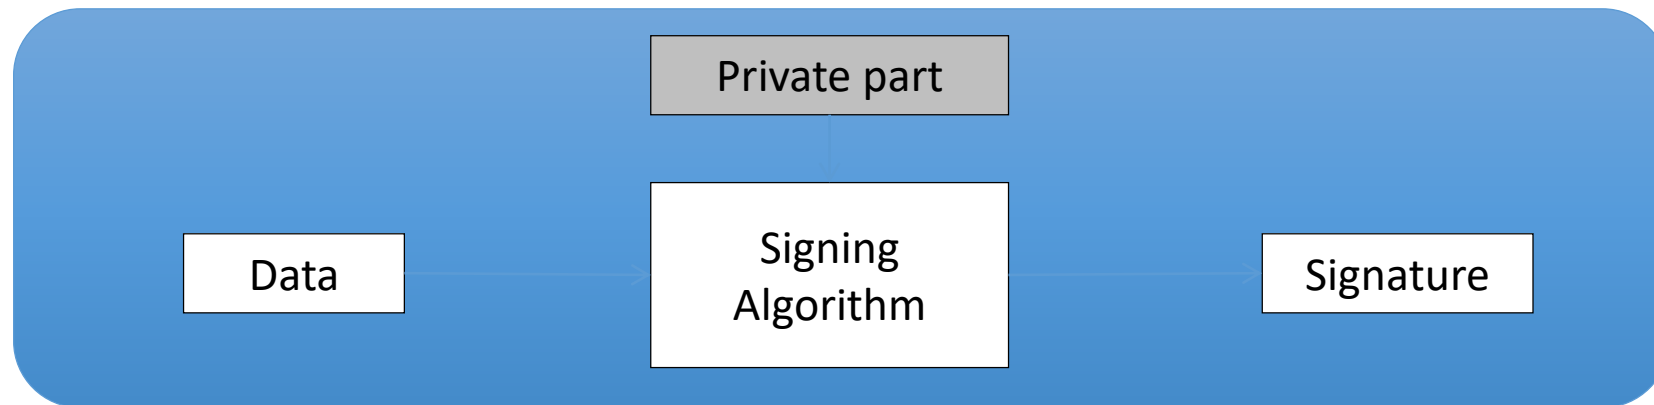 Private part
Data
Signing
Algorithm
Signature